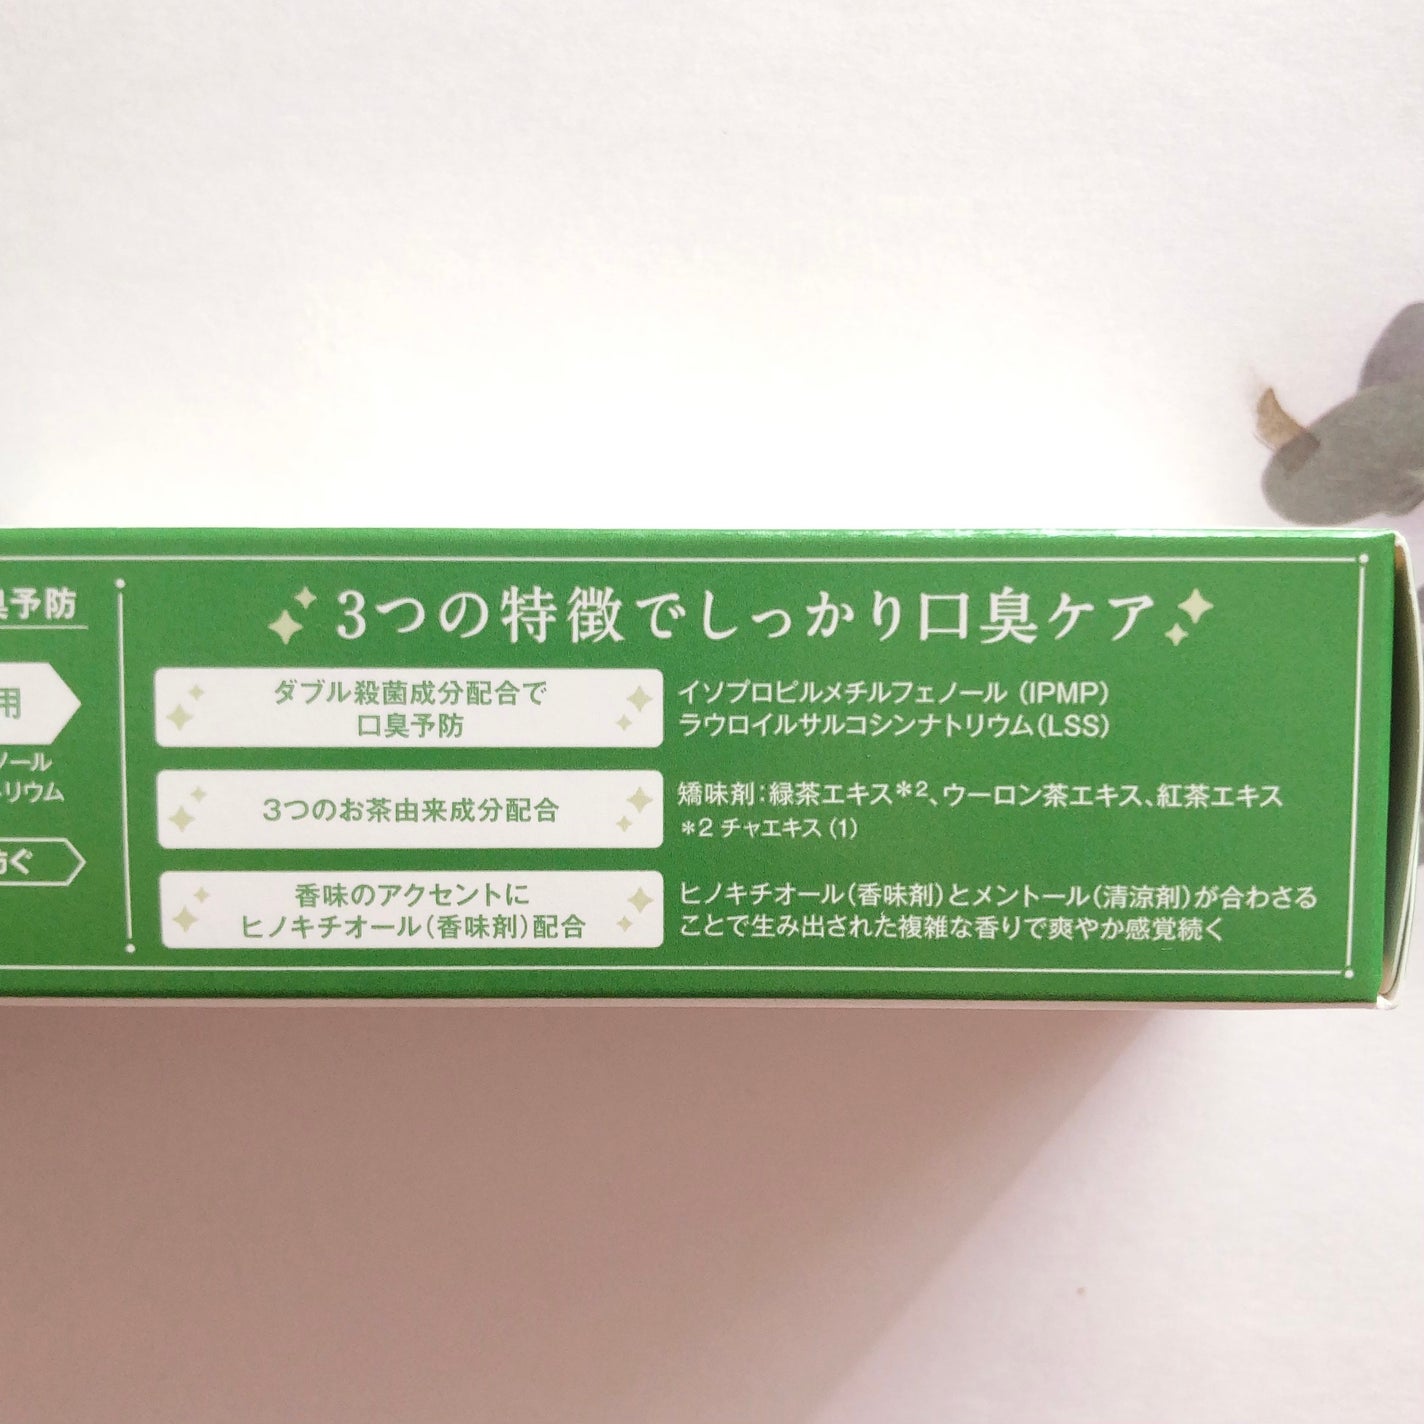 予防
用
ノール
リウム
ぐ
3つの特徴でしっかり口臭ケア
ダブル殺菌成分配合で
口臭予防
イソプロピルメチルフェノール(IPMP)
ラウロイルサルコシンナトリウム(LSS)
3つのお茶由来成分配合
矯味剤:緑茶エキス*2、ウーロン茶エキス、紅茶エキス
*2 チャエキス(1)
香味のアクセントに
ヒノキチオール(香味剤)配合
ヒノキチオール(香味剤)とメントール(清涼剤)が合わさる
ことで生み出された複雑な香りで爽やか感覚続く